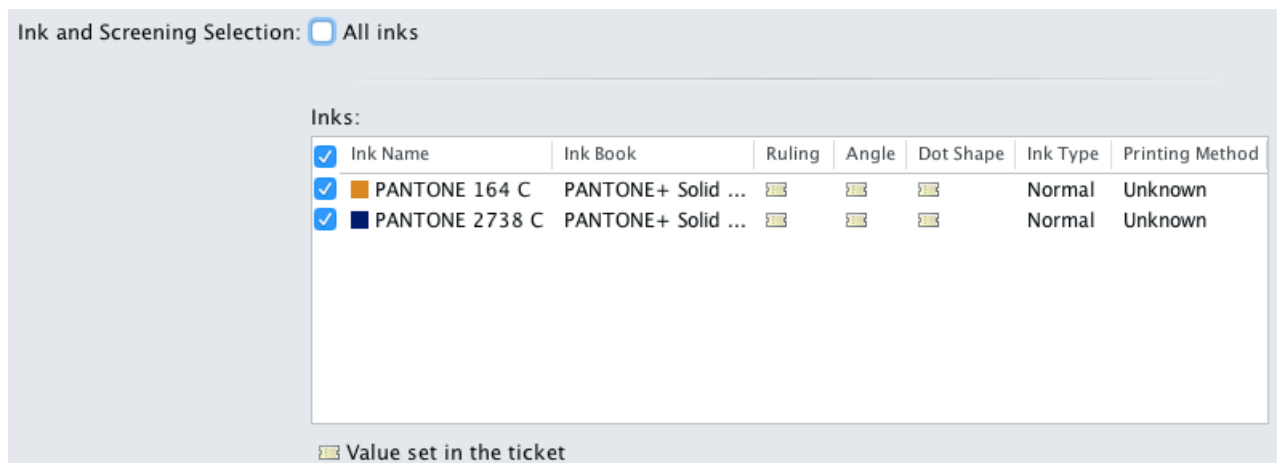 Ink and Screening Selection: All inks
Inks:
Ink Name Ink Book Ruling Angle Dot Shape Ink Type Printing Method
PANTONE 164 C PANTONE+ Solid ... Normal Unknown
PANTONE 2738 C PANTONE+ Solid ... Normal Unknown
Value set in the ticket